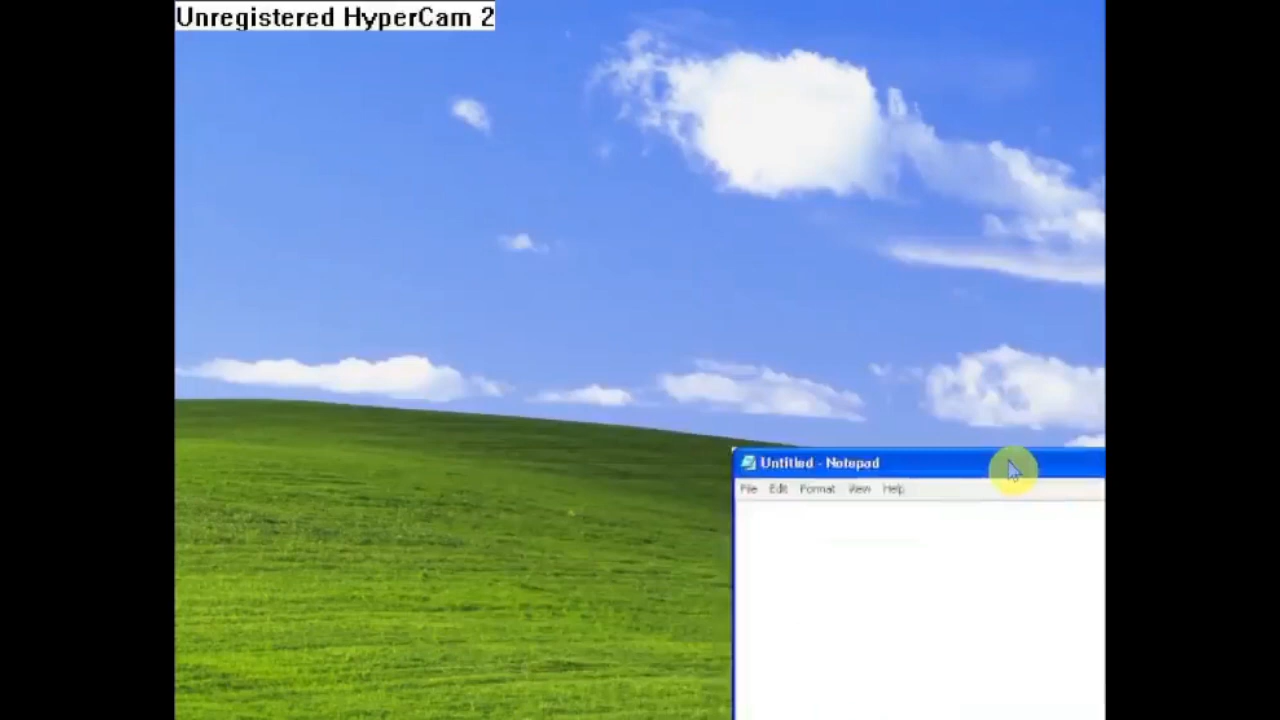 Unregistered HyperCam 2
Untitled - Notepad
File Edit Format View Help